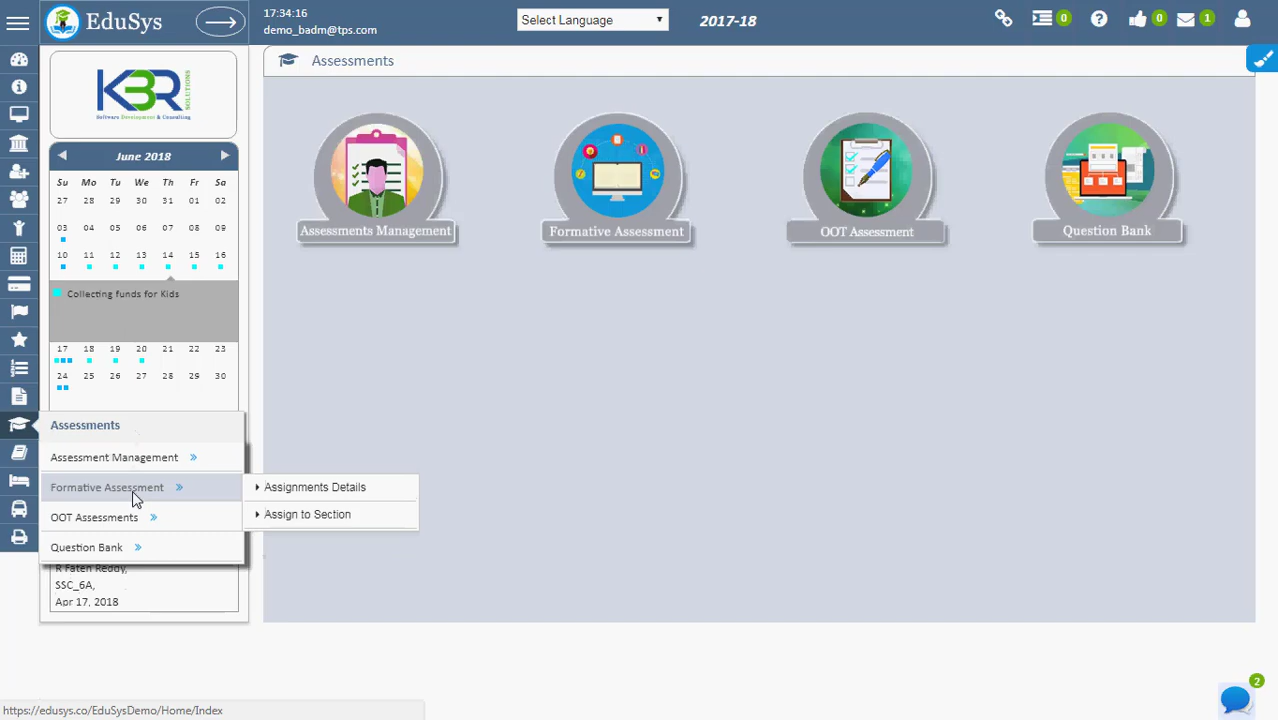 EduSys
17:34:16
demo_badm@tps.com
Select Language
2017-18
0
0
1
KBR
SOLUTIONS
Software Development & Consulting
Assessments
June 2018
Su Mo Tu We Th Fr Sa
27 28 29 30 31 01 02
03 04 05 06 07 08 09
10 11 12 13 14 15 16
Collecting funds for Kids
17 18 19 20 21 22 23
24 25 26 27 28 29 30
Assessments Management
Formative Assessment
OOT Assessment
Question Bank
Assessments
Assessment Management
Formative Assessment
Assignments Details
Assign to Section
OOT Assessments
Question Bank
R Fateh Reddy,
SSC_6A,
Apr 17, 2018
https://edusys.co/EduSysDemo/Home/Index
2